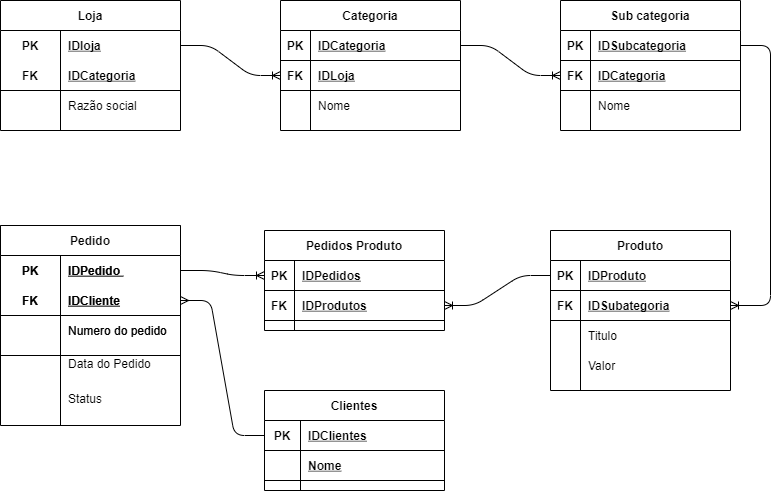 Loja
PK IDloja
FK IDCategoria
Razão social
Categoria
PK IDCategoria
FK IDLoja
Nome
Sub categoria
PK IDSubcategoria
FK IDCategoria
Nome
Pedido
PK IDPedido
FK IDCliente
Numero do pedido
Data do Pedido
Status
Pedidos Produto
PK IDPedidos
FK IDProdutos
Produto
PK IDProduto
FK IDSubategoria
Titulo
Valor
Clientes
PK IDClientes
Nome